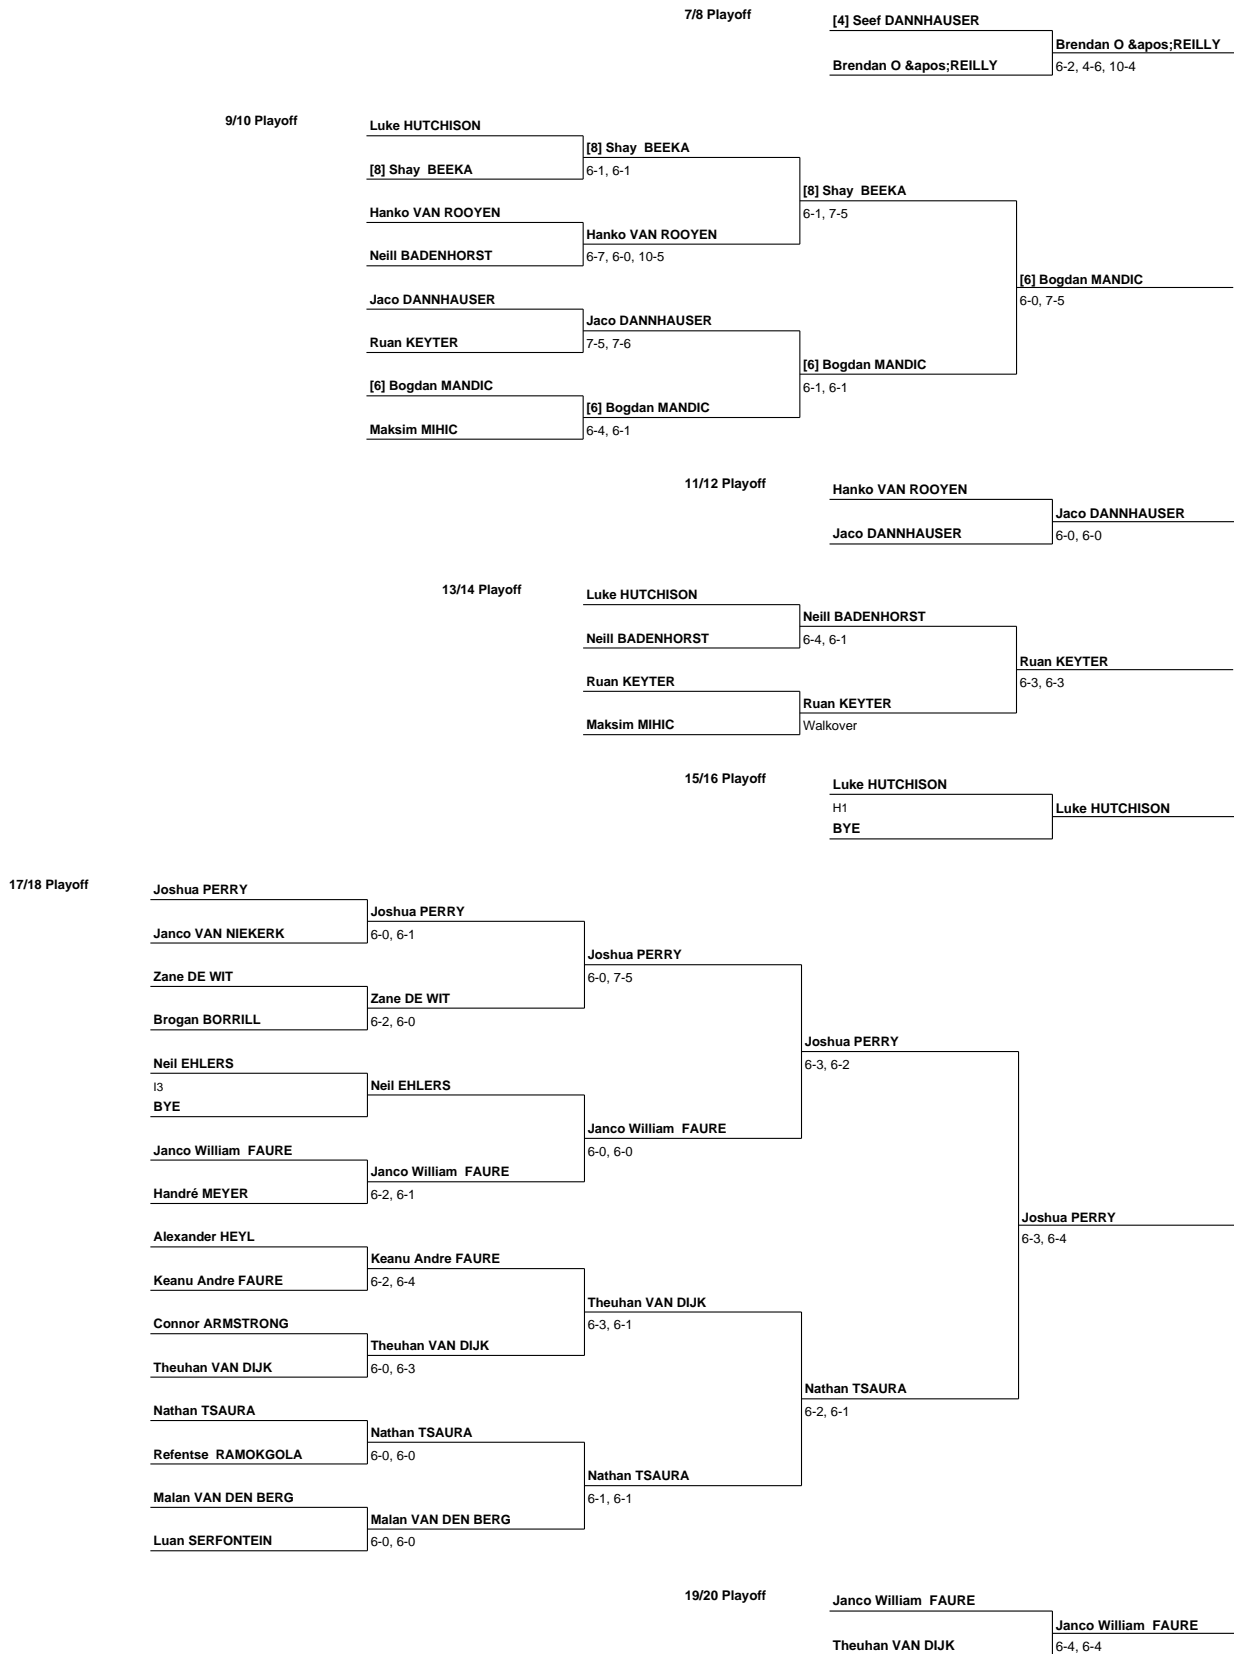 7/8 Playoff
[4] Seef DANNHAUSER
Brendan O &apos;REILLY
Brendan O &apos;REILLY
6-2, 4-6, 10-4
9/10 Playoff
Luke HUTCHISON
[8] Shay  BEEKA
[8] Shay  BEEKA
6-1, 6-1
[8] Shay  BEEKA
6-1, 7-5
Hanko VAN ROOYEN
Hanko VAN ROOYEN
Neill BADENHORST
6-7, 6-0, 10-5
[6] Bogdan MANDIC
6-0, 7-5
Jaco DANNHAUSER
Jaco DANNHAUSER
Ruan KEYTER
7-5, 7-6
[6] Bogdan MANDIC
6-1, 6-1
[6] Bogdan MANDIC
[6] Bogdan MANDIC
Maksim MIHIC
6-4, 6-1
11/12 Playoff
Hanko VAN ROOYEN
Jaco DANNHAUSER
Jaco DANNHAUSER
6-0, 6-0
13/14 Playoff
Luke HUTCHISON
Neill BADENHORST
Neill BADENHORST
6-4, 6-1
Ruan KEYTER
6-3, 6-3
Ruan KEYTER
Ruan KEYTER
Maksim MIHIC
Walkover
15/16 Playoff
Luke HUTCHISON
H1
Luke HUTCHISON
BYE
17/18 Playoff
Joshua PERRY
Joshua PERRY
Janco VAN NIEKERK
6-0, 6-1
Joshua PERRY
6-0, 7-5
Zane DE WIT
Zane DE WIT
Brogan BORRILL
6-2, 6-0
Joshua PERRY
6-3, 6-2
Neil EHLERS
I3
Neil EHLERS
BYE
Janco William  FAURE
6-0, 6-0
Janco William  FAURE
Janco William  FAURE
Handré MEYER
6-2, 6-1
Joshua PERRY
6-3, 6-4
Alexander HEYL
Keanu Andre FAURE
Keanu Andre FAURE
6-2, 6-4
Theuhan VAN DIJK
6-3, 6-1
Connor ARMSTRONG
Theuhan VAN DIJK
Theuhan VAN DIJK
6-0, 6-3
Nathan TSAURA
6-2, 6-1
Nathan TSAURA
Nathan TSAURA
Refentse  RAMOKGOLA
6-0, 6-0
Nathan TSAURA
6-1, 6-1
Malan VAN DEN BERG
Malan VAN DEN BERG
Luan SERFONTEIN
6-0, 6-0
19/20 Playoff
Janco William  FAURE
Janco William  FAURE
Theuhan VAN DIJK
6-4, 6-4